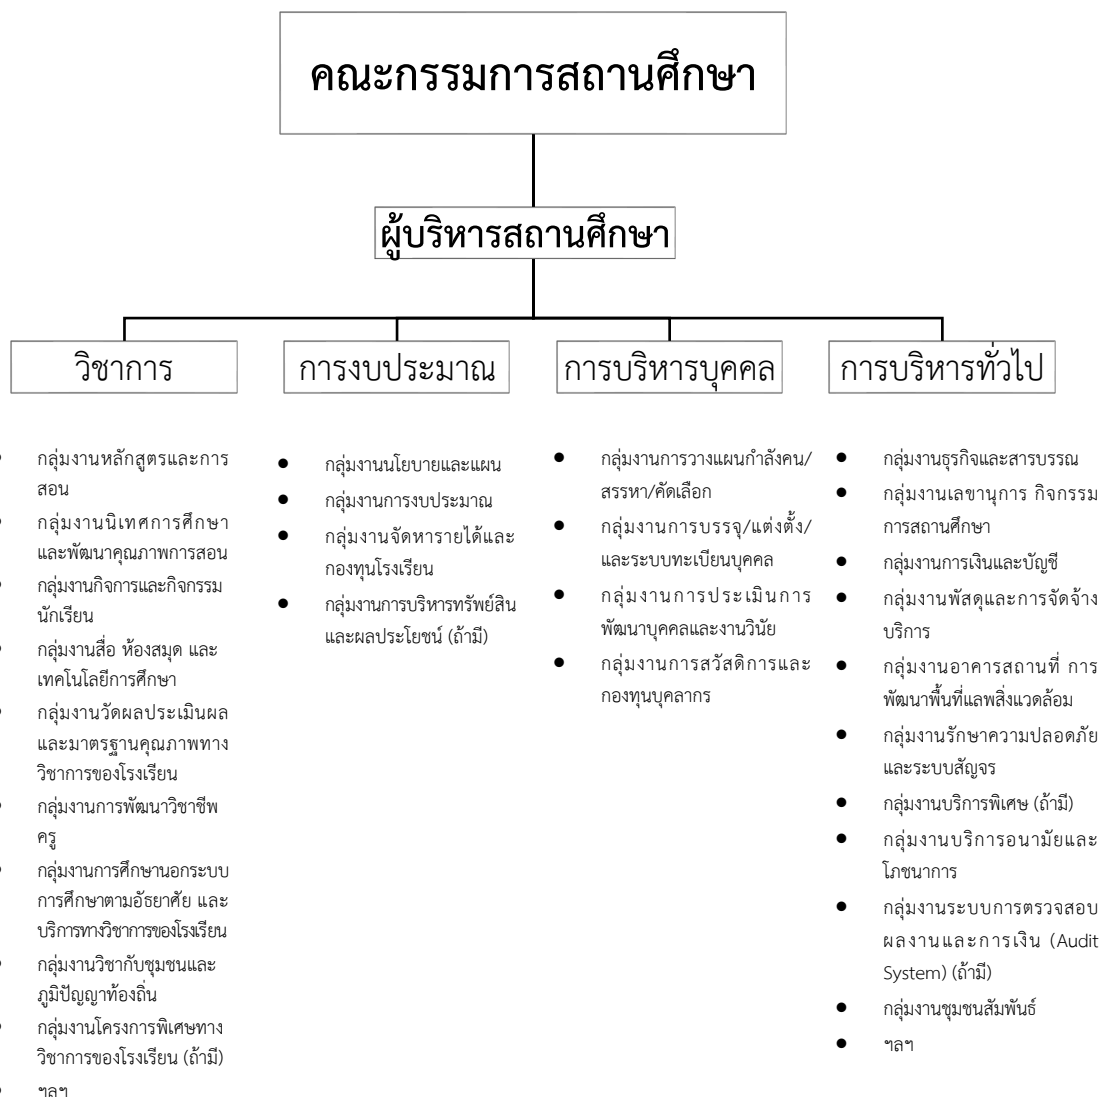 คณะกรรมการสถานศึกษา
ผู้บริหารสถานศึกษา
วิชาการ
กลุ่มงานหลักสูตรและการ
สอน
กลุ่มงานนิเทศการศึกษา
และพัฒนาคุณภาพการสอน
กลุ่มงานกิจการและกิจกรรม
นักเรียน
กลุ่มงานสื่อ ห้องสมุด และ
เทคโนโลยีการศึกษา
กลุ่มงานวัดผลประเมินผล
และมาตรฐานคุณภาพทาง
วิชาการของโรงเรียน
กลุ่มงานการพัฒนาวิชาชีพ
ครู
กลุ่มงานการศึกษานอกระบบ
การศึกษาตามอัธยาศัย และ
บริการทางวิชาการของโรงเรียน
กลุ่มงานวิชากับชุมชนและ
ภูมิปัญญาท้องถิ่น
กลุ่มงานโครงการพิเศษทาง
วิชาการของโรงเรียน (ถ้ามี)
ฯลฯ
การงบประมาณ
กลุ่มงานนโยบายและแผน
กลุ่มงานการงบประมาณ
กลุ่มงานจัดหารายได้และ
กองทุนโรงเรียน
กลุ่มงานการบริหารทรัพย์สิน
และผลประโยชน์ (ถ้ามี)
การบริหารบุคคล
กลุ่มงานการวางแผนกำลังคน/
สรรหา/คัดเลือก
กลุ่มงานการบรรจุ/แต่งตั้ง/
และระบบทะเบียนบุคคล
กลุ่มงานการประเมินการ
พัฒนาบุคคลและงานวินัย
กลุ่มงานการสวัสดิการและ
กองทุนบุคลากร
การบริหารทั่วไป
กลุ่มงานธุรกิจและสารบรรณ
กลุ่มงานเลขานุการ กิจกรรม
การสถานศึกษา
กลุ่มงานการเงินและบัญชี
กลุ่มงานพัสดุและการจัดจ้าง
บริการ
กลุ่มงานอาคารสถานที่ การ
พัฒนาพื้นที่แลพสิ่งแวดล้อม
กลุ่มงานรักษาความปลอดภัย
และระบบสัญจร
กลุ่มงานบริการพิเศษ (ถ้ามี)
กลุ่มงานบริการอนามัยและ
โภชนาการ
กลุ่มงานระบบการตรวจสอบ
ผลงานและการเงิน (Audit
System) (ถ้ามี)
กลุ่มงานชุมชนสัมพันธ์
ฯลฯ